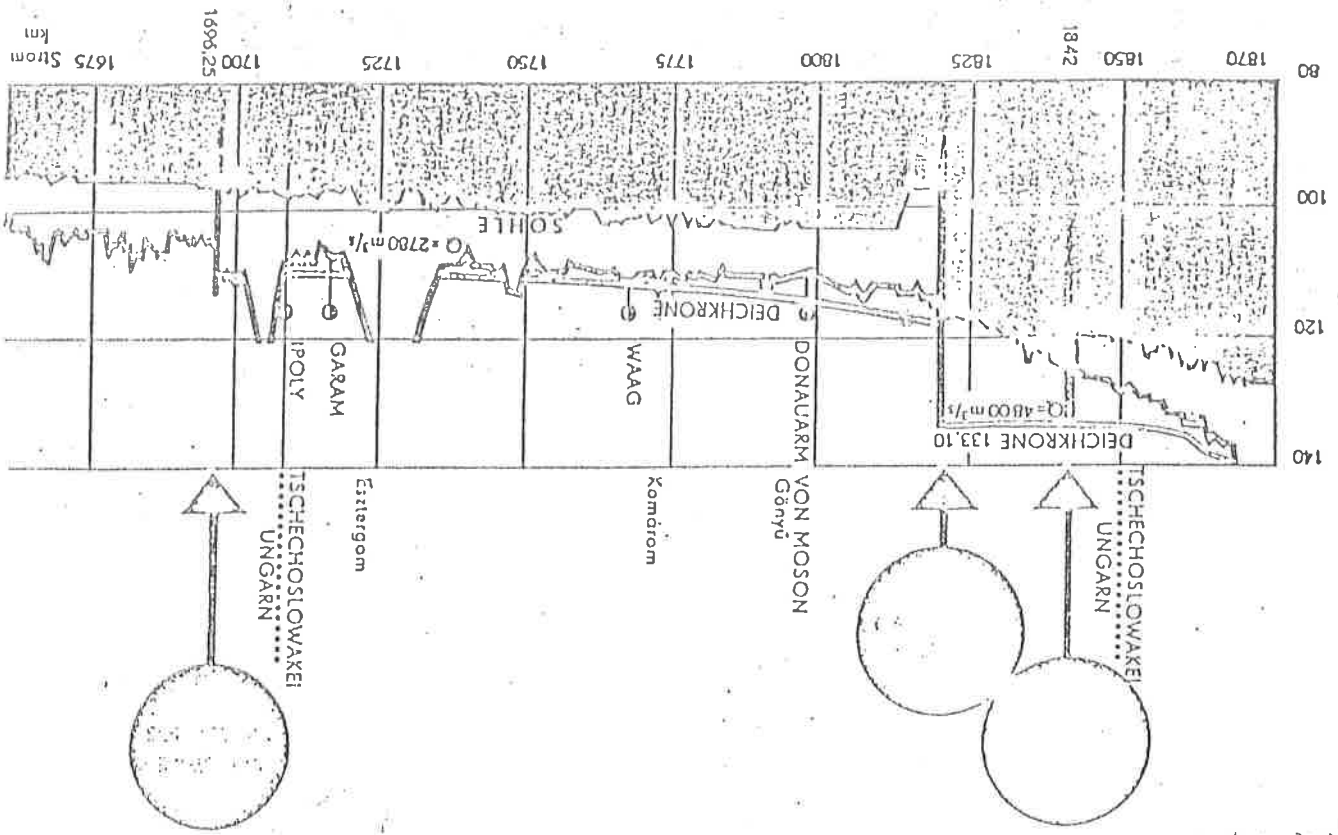 TSCHECHOSLOWAKEI
UNGARN
TSCHECHOSLOWAKEI
UNGARN
Esztergom
Komárom
Gönyü
140
DEICHKRONE 133.10
Q=4800 m³/s
IPOLY
GARAM
WAAG
DONAUARM VON MOSON
120
DEICHKRONE
Q=2780 m³/s
SOHLE
100
80
1870
1850
1842
1825
1800
1775
1750
1725
1700
1696,25
1675
Strom
km